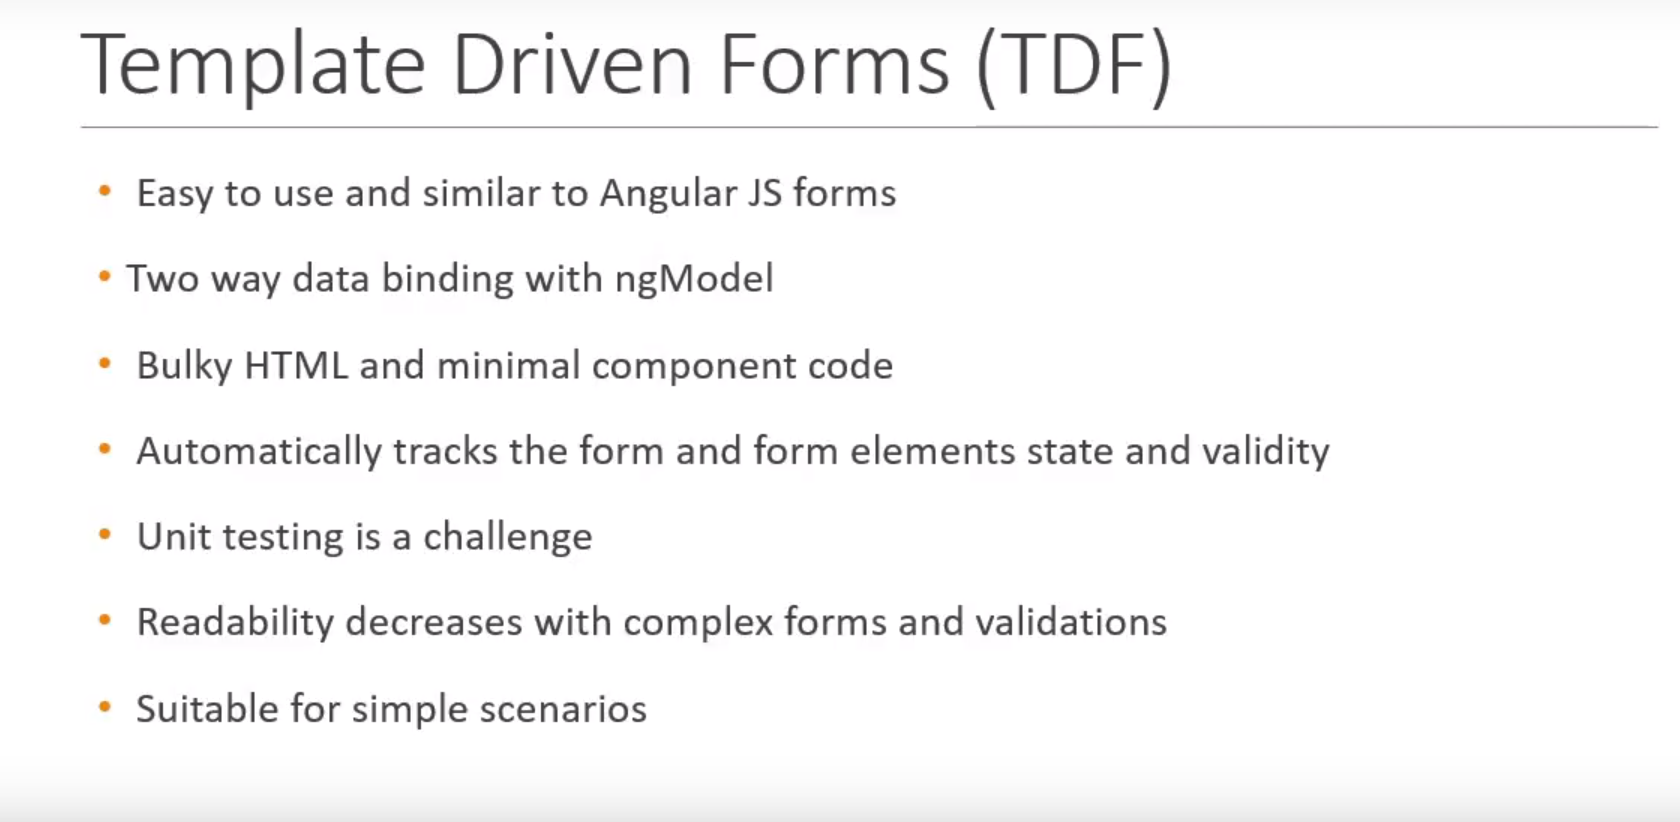 Template Driven Forms (TDF)
• Easy to use and similar to Angular JS forms
• Two way data binding with ngModel
• Bulky HTML and minimal component code
• Automatically tracks the form and form elements state and validity
• Unit testing is a challenge
• Readability decreases with complex forms and validations
• Suitable for simple scenarios